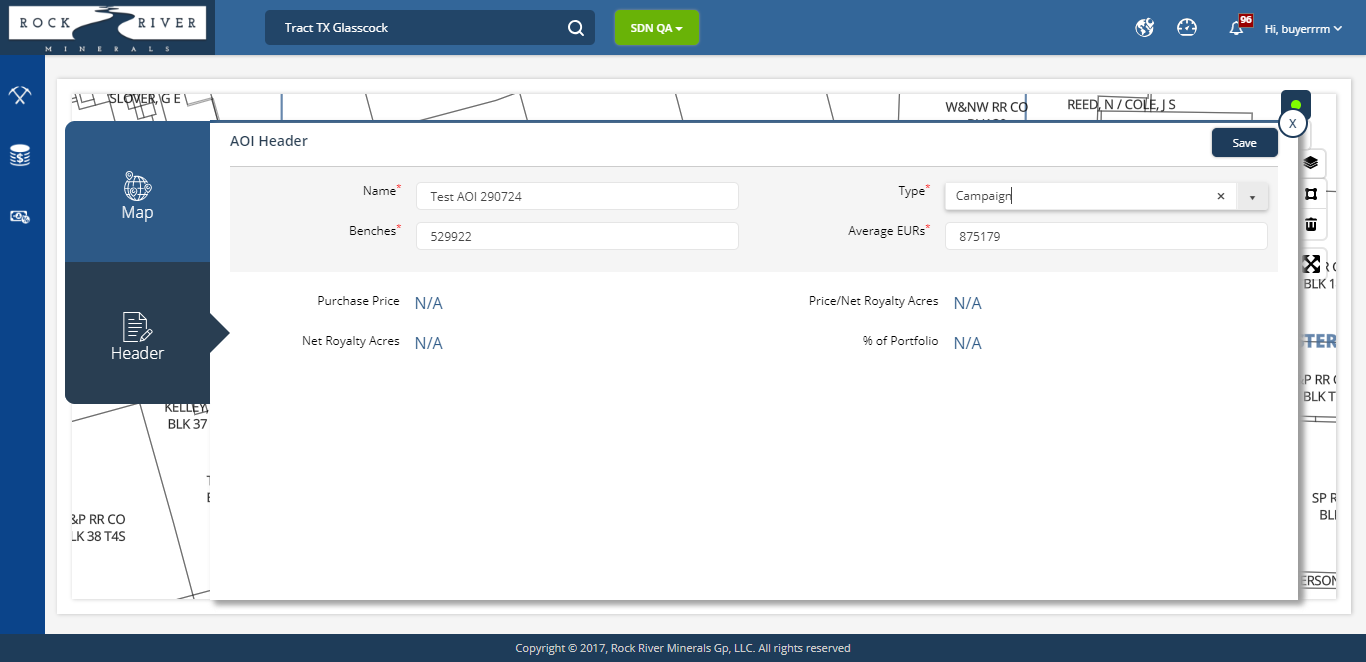 ROCK RIVER
MINERALS
Tract TX Glasscock
SDN QA
96
Hi, buyerrrm
SLOVER, G E
W&NW RR CO
REED, N / COLE, J S
X
AOI Header
Save
Map
Header
Name*
Test AOI 290724
Type*
Campaign
×
Benches*
529922
Average EURs*
875179
Purchase Price
N/A
Price/Net Royalty Acres
N/A
Net Royalty Acres
N/A
% of Portfolio
N/A
BLK 1
TER
P RR C
BLK T
KELLEY,
BLK 37
&P RR CO
LK 38 T4S
SP R
BLI
ERSON
Copyright © 2017, Rock River Minerals Gp, LLC. All rights reserved